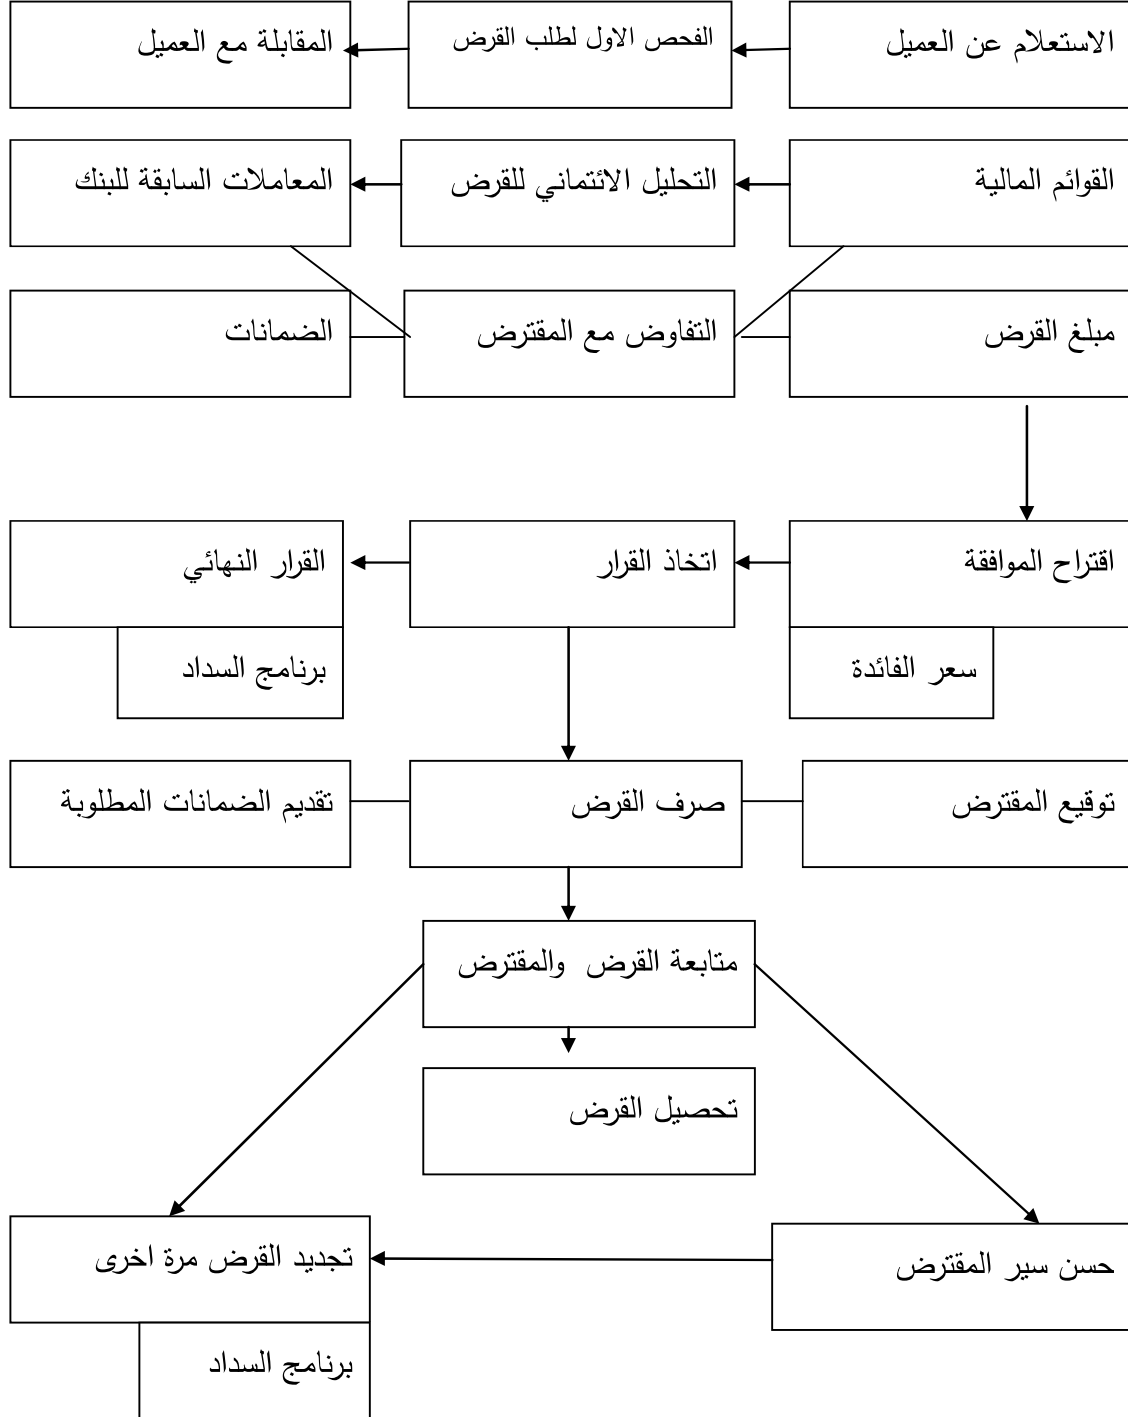 الاستعلام عن العميل
الفحص الاول لطلب القرض
المقابلة مع العميل
القوائم المالية
التحليل الائتماني للقرض
المعاملات السابقة للبنك
مبلغ القرض
التفاوض مع المقترض
الضمانات
اقتراح الموافقة
اتخاذ القرار
القرار النهائي
سعر الفائدة
برنامج السداد
توقيع المقترض
صرف القرض
تقديم الضمانات المطلوبة
متابعة القرض والمقترض
تحصيل القرض
حسن سير المقترض
تجديد القرض مرة اخرى
برنامج السداد